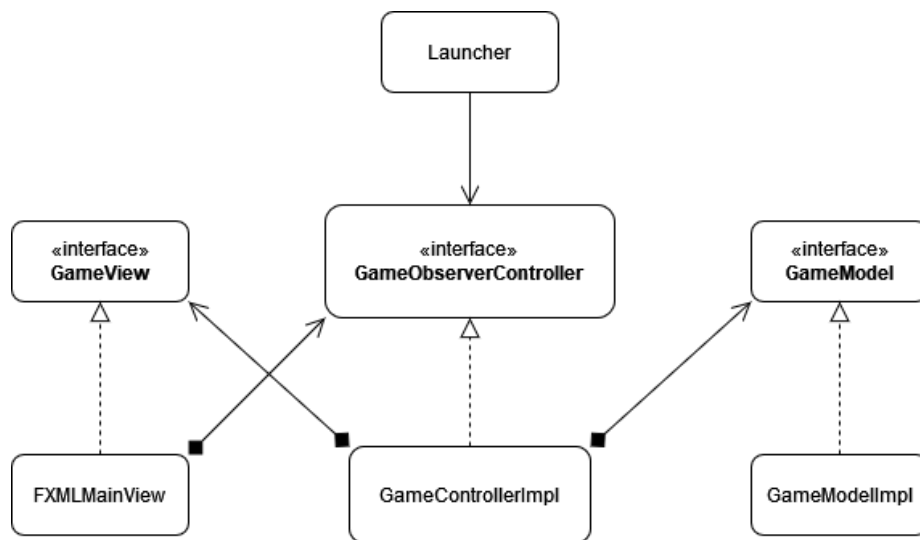 Launcher
«interface»
GameView
«interface»
GameObserverController
«interface»
GameModel
FXMLMainView
GameControllerImpl
GameModelImpl